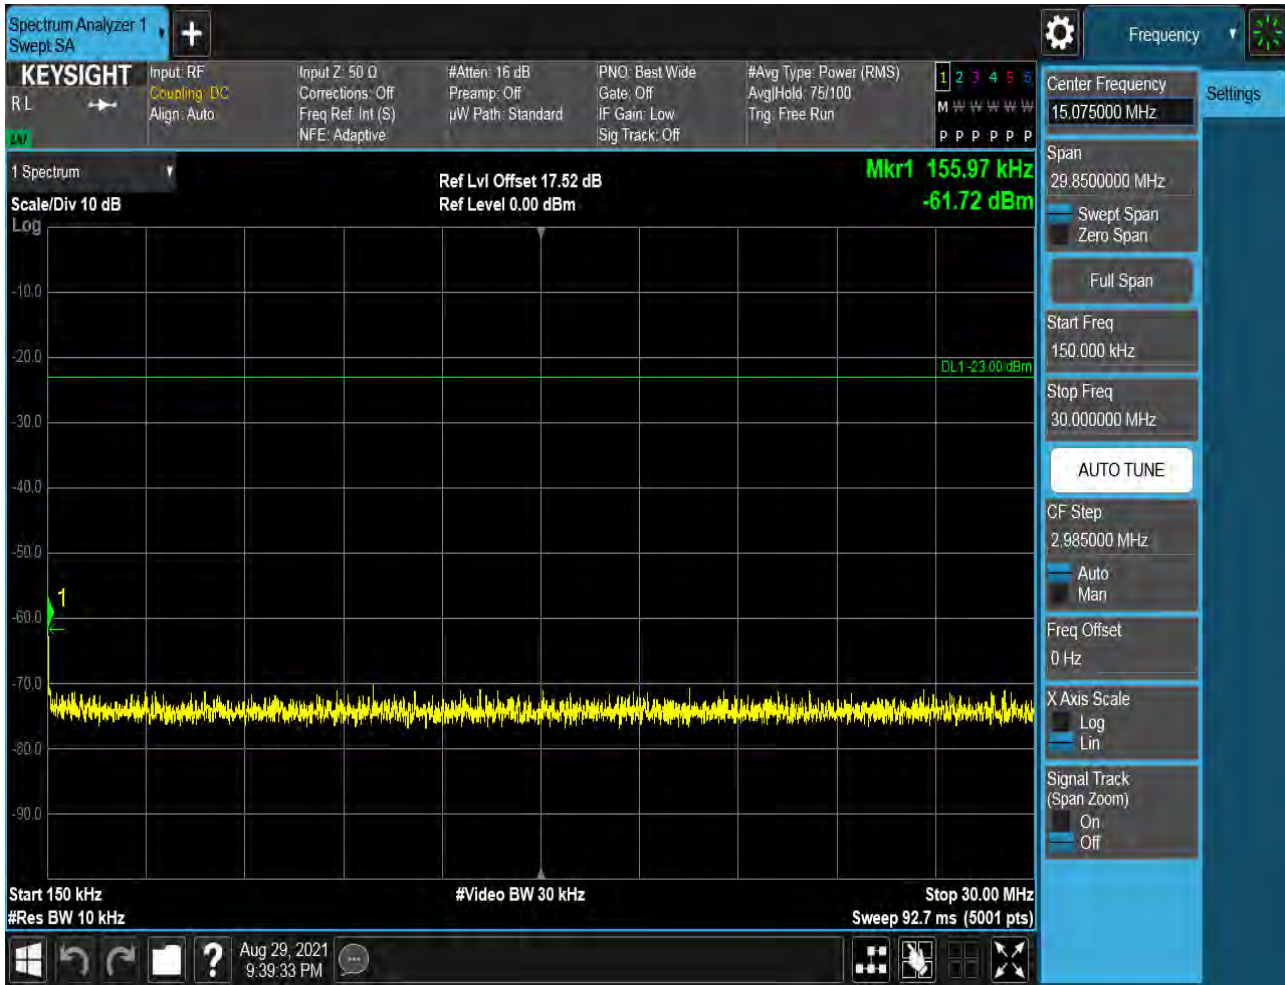 Spectrum Analyzer 1
Swept SA
Frequency
KEYSIGHT
R L
LNI
Input: RF
Coupling: DC
Align: Auto
Input Z: 50 Ω
Corrections: Off
Freq Ref: Int (S)
NFE: Adaptive
#Atten: 16 dB
Preamp: Off
µW Path: Standard
PNO: Best Wide
Gate: Off
IF Gain: Low
Sig Track: Off
#Avg Type: Power (RMS)
Avg|Hold: 75/100
Trig: Free Run
1 2 3 4 5 6
M W W W W W
P P P P P P
1 Spectrum
Scale/Div 10 dB
Log
Ref Lvl Offset 17.52 dB
Ref Level 0.00 dBm
Mkr1 155.97 kHz
-61.72 dBm
-10.0
-20.0
DL1 -23.00 dBm
-30.0
-40.0
-50.0
1
-60.0
-70.0
-80.0
-90.0
Start 150 kHz
#Res BW 10 kHz
#Video BW 30 kHz
Stop 30.00 MHz
Sweep 92.7 ms (5001 pts)
Center Frequency
15.075000 MHz
Settings
Span
29.8500000 MHz
Swept Span
Zero Span
Full Span
Start Freq
150.000 kHz
Stop Freq
30.000000 MHz
AUTO TUNE
CF Step
2.985000 MHz
Auto
Man
Freq Offset
0 Hz
X Axis Scale
Log
Lin
Signal Track
(Span Zoom)
On
Off
?
Aug 29, 2021
9:39:33 PM